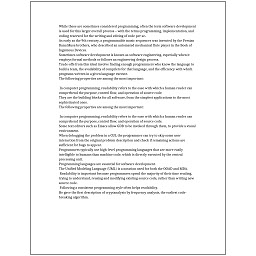 While these are sometimes considered programming, often the term software development
is used for this larger overall process – with the terms programming, implementation, and
coding reserved for the writing and editing of code per se.
As early as the 9th century, a programmable music sequencer was invented by the Persian
Banu Musa brothers, who described an automated mechanical flute player in the Book of
Ingenious Devices.
Sometimes software development is known as software engineering, especially when it
employs formal methods or follows an engineering design process.
Trade-offs from this ideal involve finding enough programmers who know the language to
build a team, the availability of compilers for that language, and the efficiency with which
programs written in a given language execute.
The following properties are among the most important:
In computer programming, readability refers to the ease with which a human reader can
comprehend the purpose, control flow, and operation of source code.
They are the building blocks for all software, from the simplest applications to the most
sophisticated ones.
The following properties are among the most important:
In computer programming, readability refers to the ease with which a human reader can
comprehend the purpose, control flow, and operation of source code.
Some text editors such as Emacs allow GDB to be invoked through them, to provide a visual
environment.
When debugging the problem in a GUI, the programmer can try to skip some user
interaction from the original problem description and check if remaining actions are
sufficient for bugs to appear.
Programmers typically use high-level programming languages that are more easily
intelligible to humans than machine code, which is directly executed by the central
processing unit.
Programming languages are essential for software development.
The Unified Modeling Language (UML) is a notation used for both the OOAD and MDA.
Readability is important because programmers spend the majority of their time reading,
trying to understand, reusing and modifying existing source code, rather than writing new
source code.
Following a consistent programming style often helps readability.
He gave the first description of cryptanalysis by frequency analysis, the earliest code-
breaking algorithm.